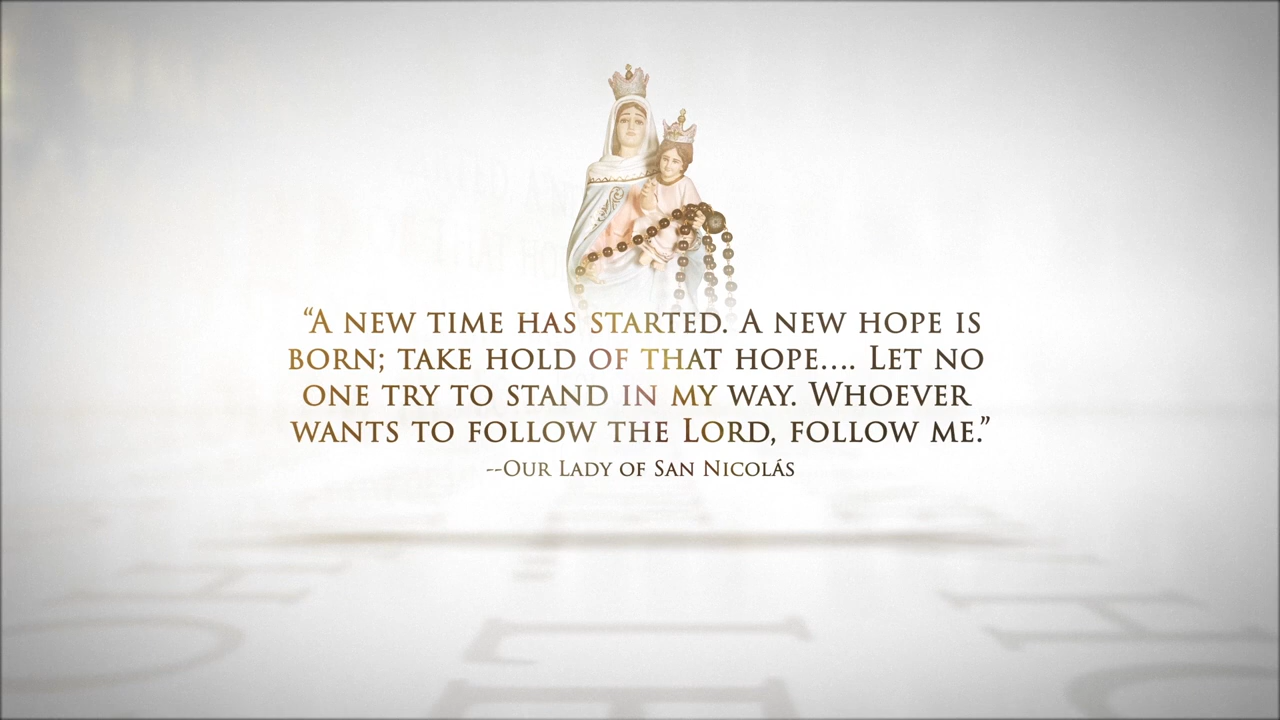 “A new time has started. A new hope is
born; take hold of that hope.... Let no
one try to stand in my way. Whoever
wants to follow the Lord, follow me.”
--Our Lady of San Nicolás